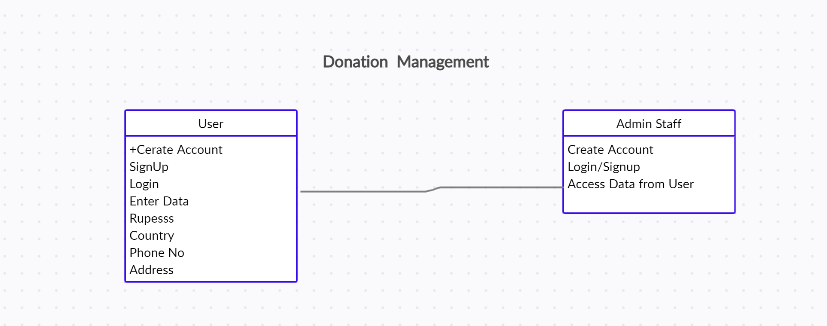 Donation Management
User
+Cerate Account
SignUp
Login
Enter Data
Rupesss
Country
Phone No
Address
Admin Staff
Create Account
Login/Signup
Access Data from User